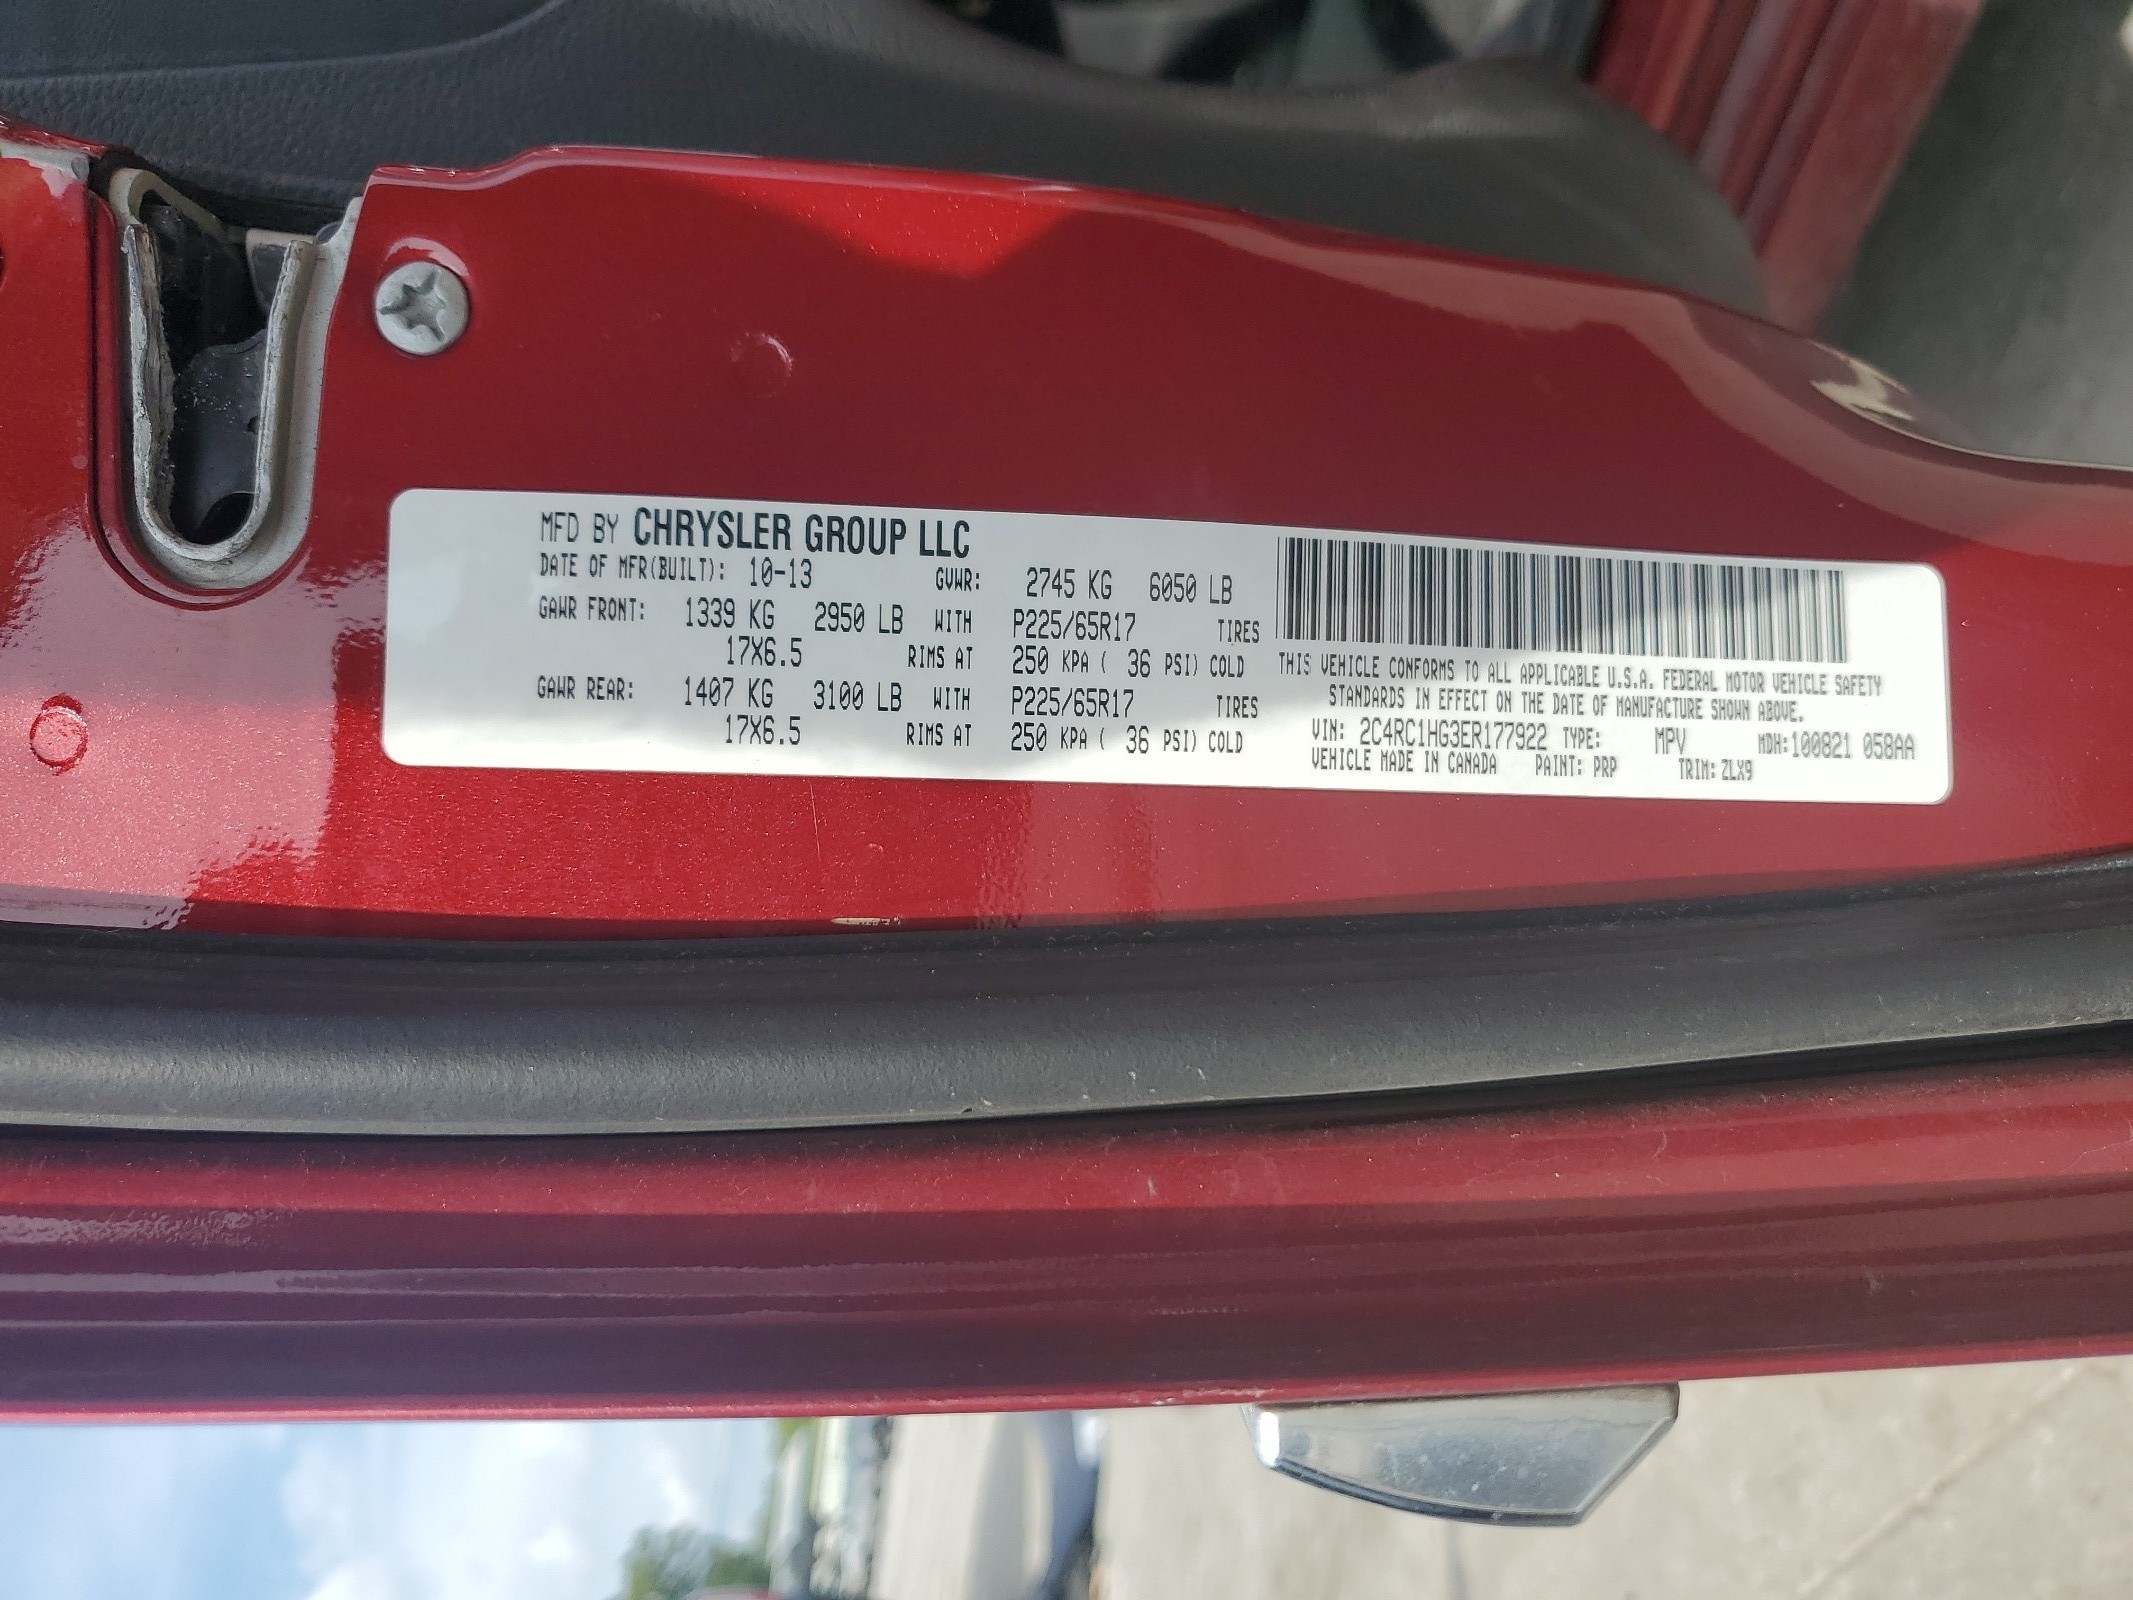 MFD BY CHRYSLER GROUP LLC
DATE OF MFR(BUILT): 10-13 GVWR: 2745 KG 6050 LB
GAWR FRONT: 1339 KG 2950 LB WITH P225/65R17 TIRES
17X6.5 RIMS AT 250 KPA ( 36 PSI) COLD
GAWR REAR: 1407 KG 3100 LB WITH P225/65R17 TIRES
17X6.5 RIMS AT 250 KPA ( 36 PSI) COLD
THIS VEHICLE CONFORMS TO ALL APPLICABLE U.S.A. FEDERAL MOTOR VEHICLE SAFETY
STANDARDS IN EFFECT ON THE DATE OF MANUFACTURE SHOWN ABOVE.
VIN: 2C4RC1HG3ER177922 TYPE: MPV MDH:100821 058AA
VEHICLE MADE IN CANADA PAINT: PRP TRIM: ZLX9